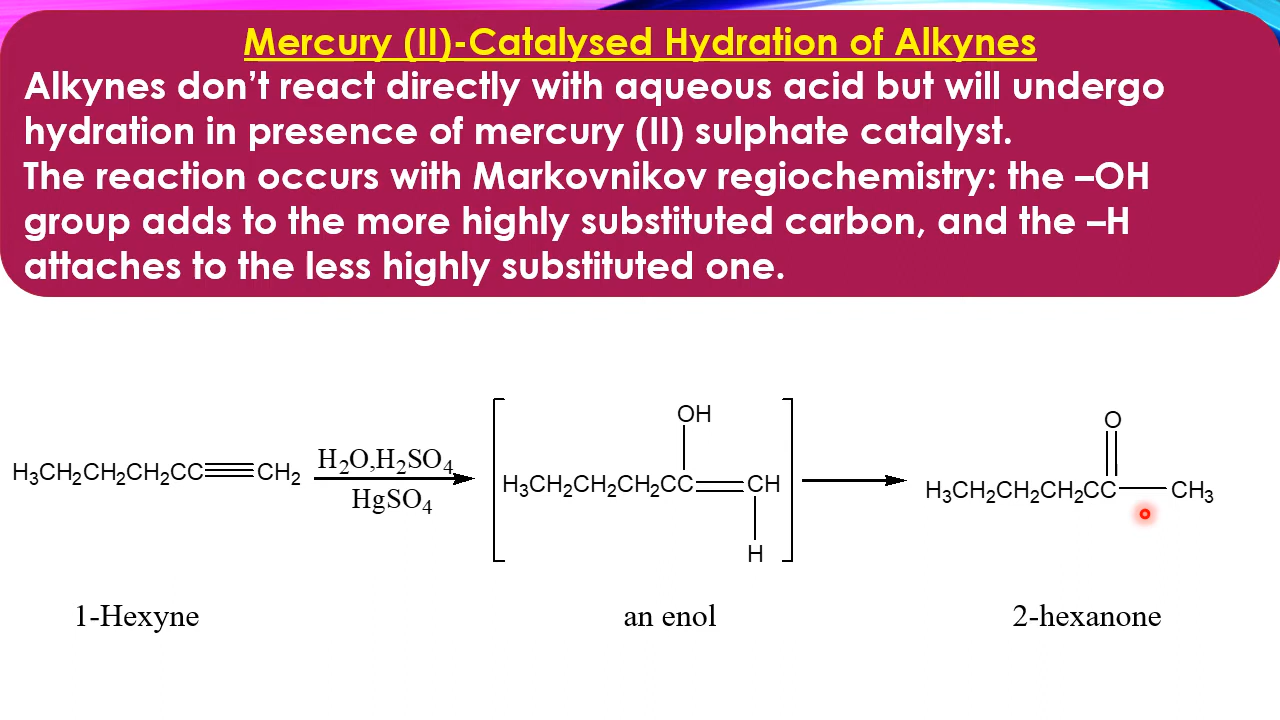 Mercury (II)-Catalysed Hydration of Alkynes
Alkynes don’t react directly with aqueous acid but will undergo
hydration in presence of mercury (II) sulphate catalyst.
The reaction occurs with Markovnikov regiochemistry: the –OH
group adds to the more highly substituted carbon, and the –H
attaches to the less highly substituted one.
H₃CH₂CH₂CH₂CC≡CH₂
H₂O,H₂SO₄
HgSO₄
OH
H₃CH₂CH₂CH₂CC=CH
H
O
H₃CH₂CH₂CH₂CC—CH₃
1-Hexyne
an enol
2-hexanone